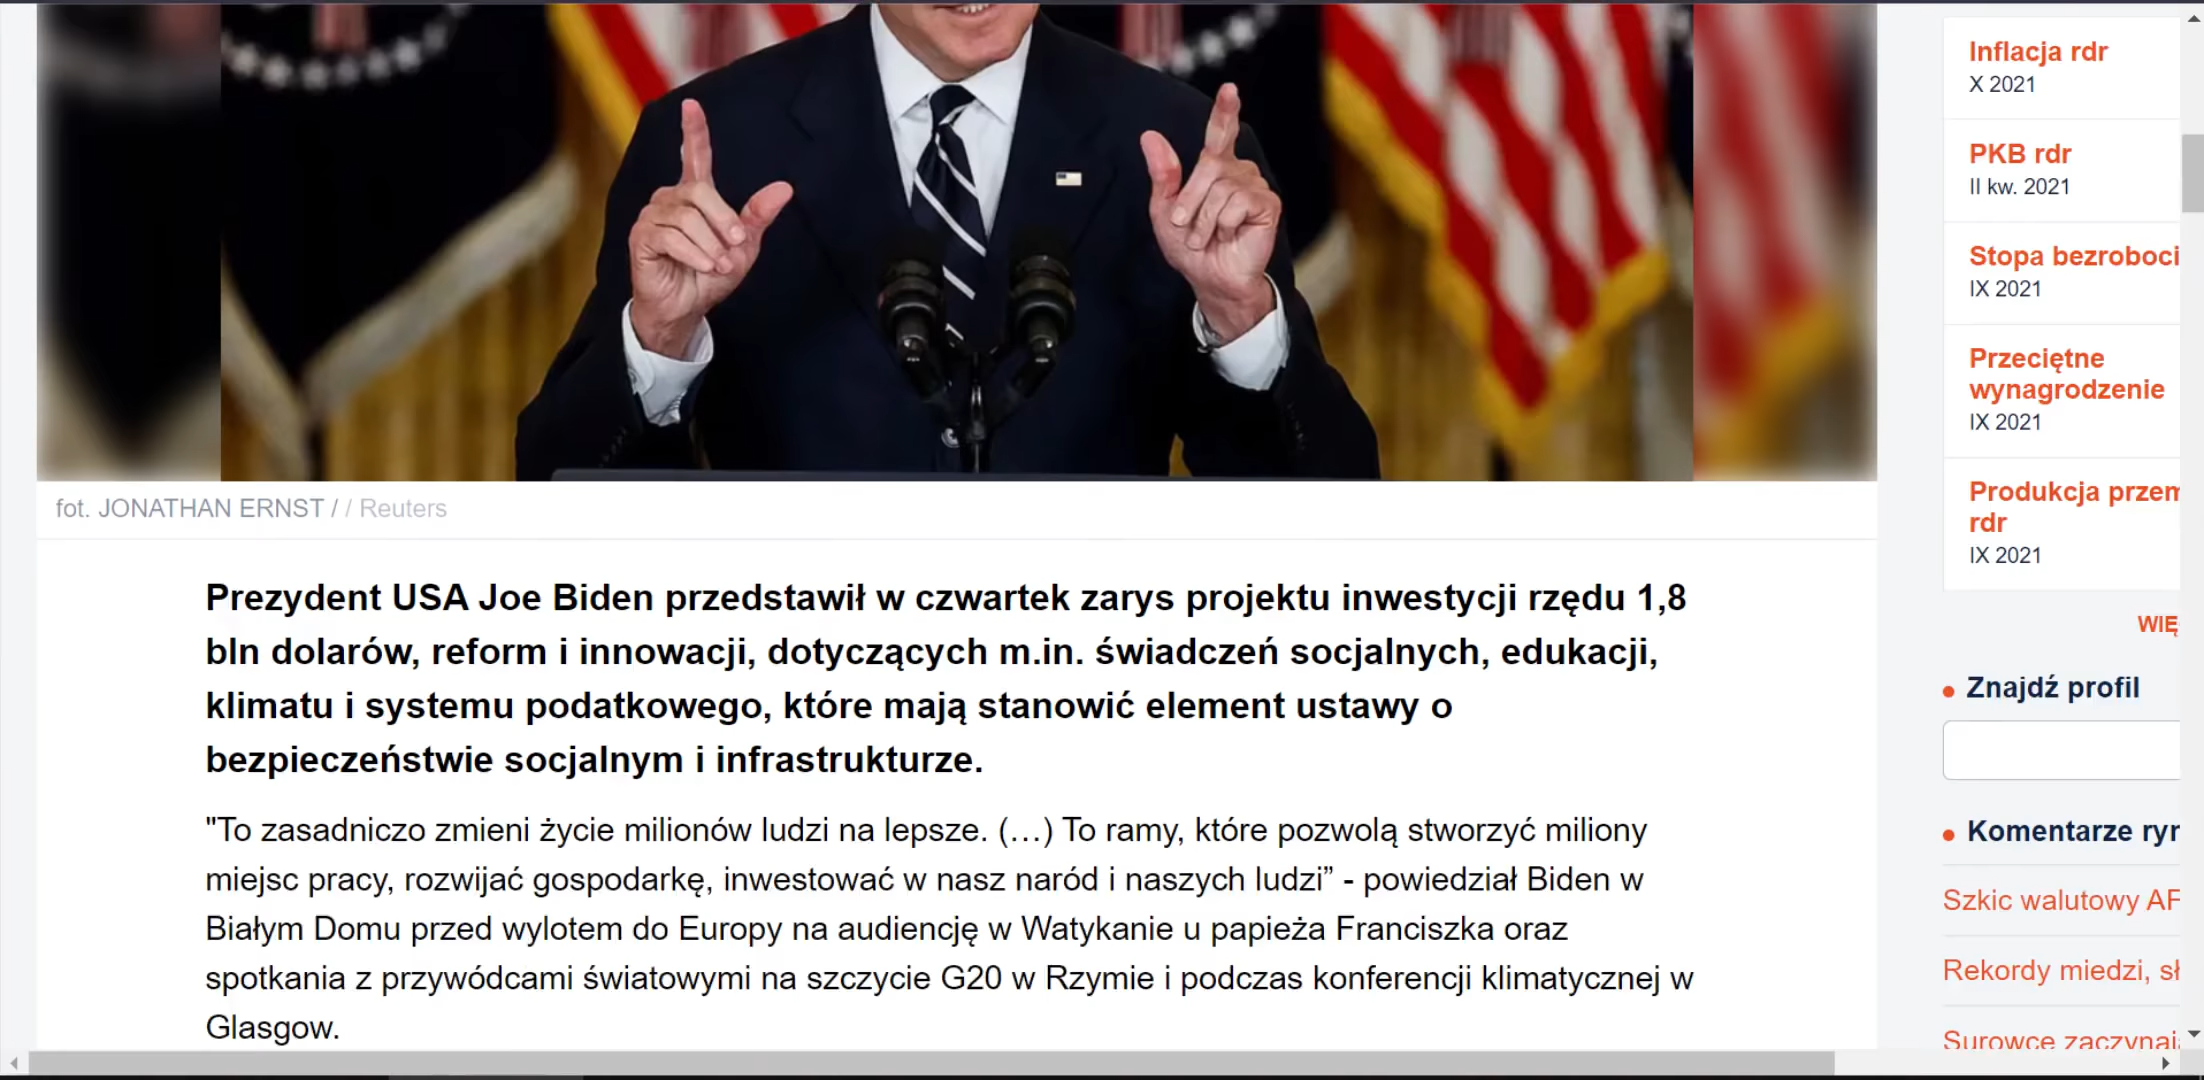 fot. JONATHAN ERNST / / Reuters
Prezydent USA Joe Biden przedstawił w czwartek zarys projektu inwestycji rzędu 1,8
bln dolarów, reform i innowacji, dotyczących m.in. świadczeń socjalnych, edukacji,
klimatu i systemu podatkowego, które mają stanowić element ustawy o
bezpieczeństwie socjalnym i infrastrukturze.
"To zasadniczo zmieni życie milionów ludzi na lepsze. (…) To ramy, które pozwolą stworzyć miliony
miejsc pracy, rozwijać gospodarkę, inwestować w nasz naród i naszych ludzi” - powiedział Biden w
Białym Domu przed wylotem do Europy na audiencję w Watykanie u papieża Franciszka oraz
spotkania z przywódcami światowymi na szczycie G20 w Rzymie i podczas konferencji klimatycznej w
Glasgow.
Inflacja rdr
X 2021
PKB rdr
II kw. 2021
Stopa bezroboci
IX 2021
Przeciętne
wynagrodzenie
IX 2021
Produkcja przem
rdr
IX 2021
WIĘ
Znajdź profil
Komentarze ryn
Szkic walutowy AF
Rekordy miedzi, sł
Surowce zaczynaj